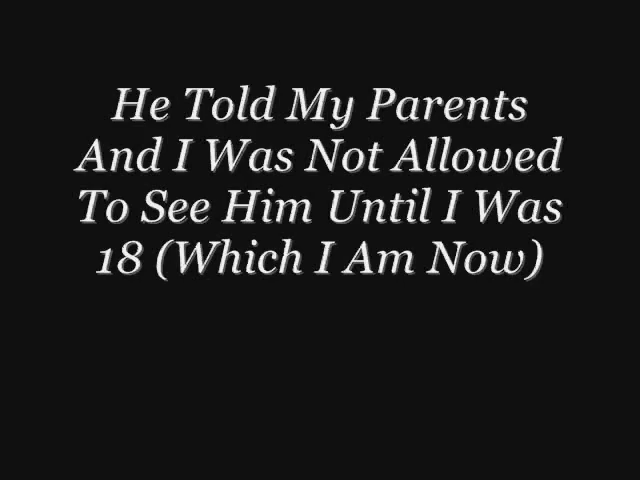 He Told My Parents
And I Was Not Allowed
To See Him Until I Was
18 (Which I Am Now)